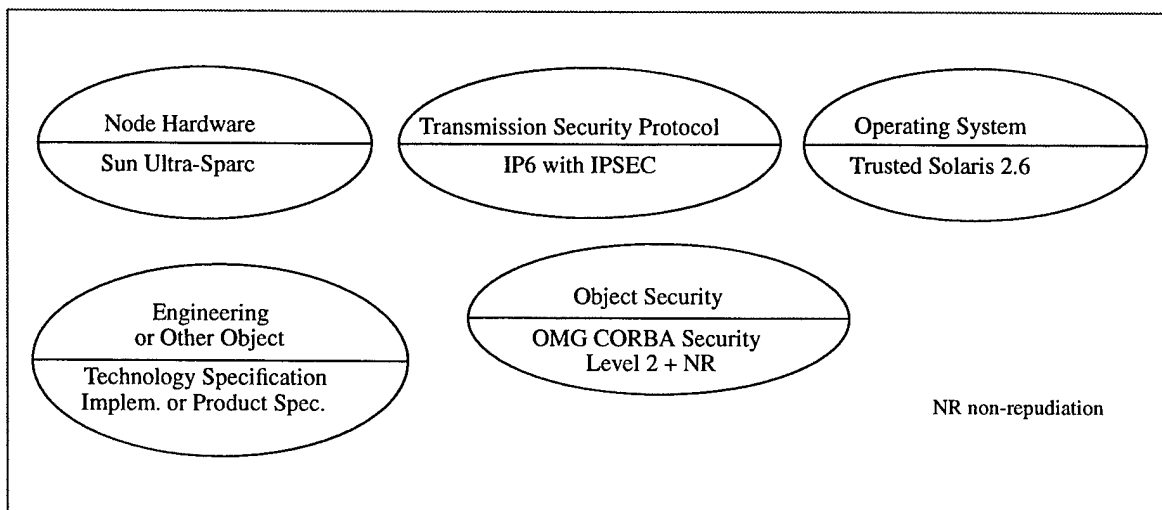 Node Hardware
Sun Ultra-Sparc
Transmission Security Protocol
IP6 with IPSEC
Operating System
Trusted Solaris 2.6
Engineering
or Other Object
Technology Specification
Implem. or Product Spec.
Object Security
OMG CORBA Security
Level 2 + NR
NR non-repudiation